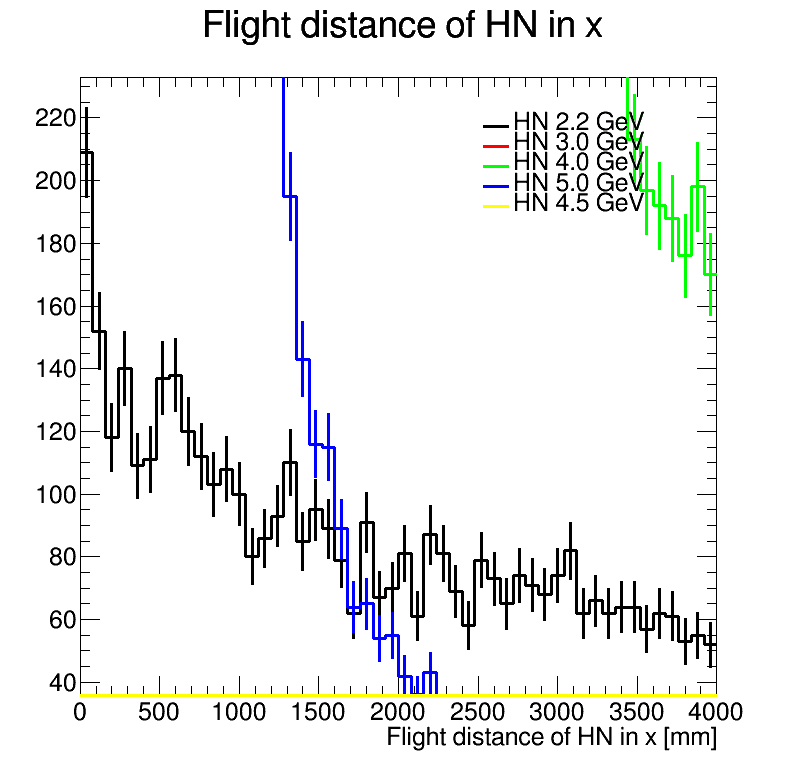 Flight distance of HN in x
220
200
180
160
140
120
100
80
60
40
HN 2.2 GeV
HN 3.0 GeV
HN 4.0 GeV
HN 5.0 GeV
HN 4.5 GeV
0 500 1000 1500 2000 2500 3000 3500 4000
Flight distance of HN in x [mm]